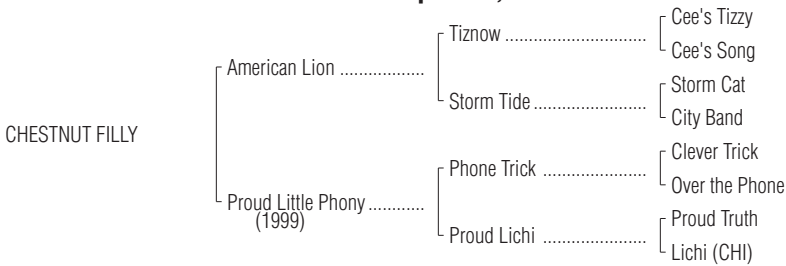 Cee's Tizzy
Tiznow ................................
Cee's Song
American Lion ..................
Storm Cat
Storm Tide .........................
City Band
CHESTNUT FILLY
Clever Trick
Phone Trick .......................
Over the Phone
Proud Little Phony ............
(1999)
Proud Truth
Proud Lichi .......................
Lichi (CHI)